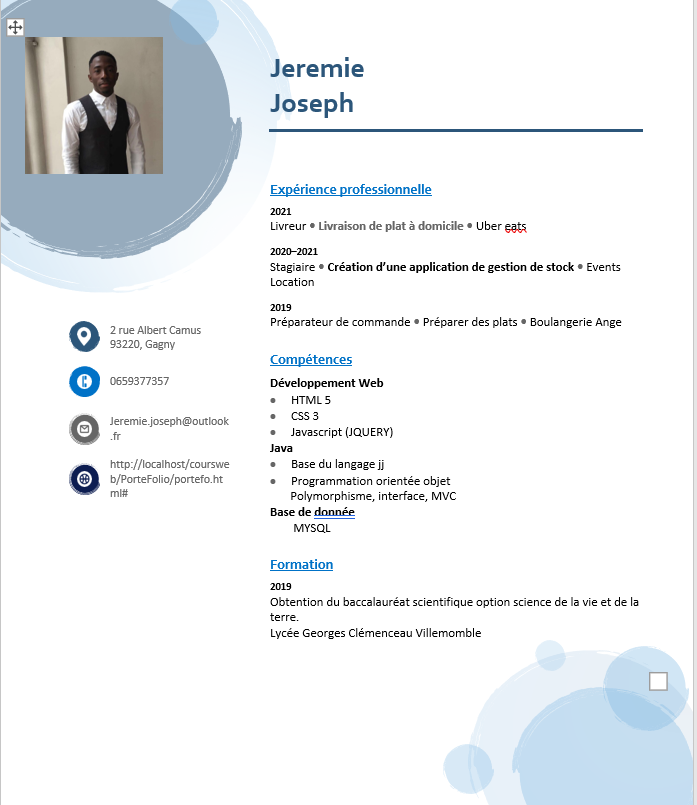 Jeremie
Joseph
Expérience professionnelle
2021
Livreur • Livraison de plat à domicile • Uber eats
2020–2021
Stagiaire • Création d'une application de gestion de stock • Events
Location
2019
Préparateur de commande • Préparer des plats • Boulangerie Ange
2 rue Albert Camus
93220, Gagny
0659377357
Jeremie.joseph@outlook
.fr
http://localhost/courswe
b/PorteFolio/portefo.ht
ml#
Compétences
Développement Web
• HTML 5
• CSS 3
• Javascript (JQUERY)
Java
• Base du langage jj
• Programmation orientée objet
Polymorphisme, interface, MVC
Base de donnée
MYSQL
Formation
2019
Obtention du baccalauréat scientifique option science de la vie et de la
terre.
Lycée Georges Clémenceau Villemomble